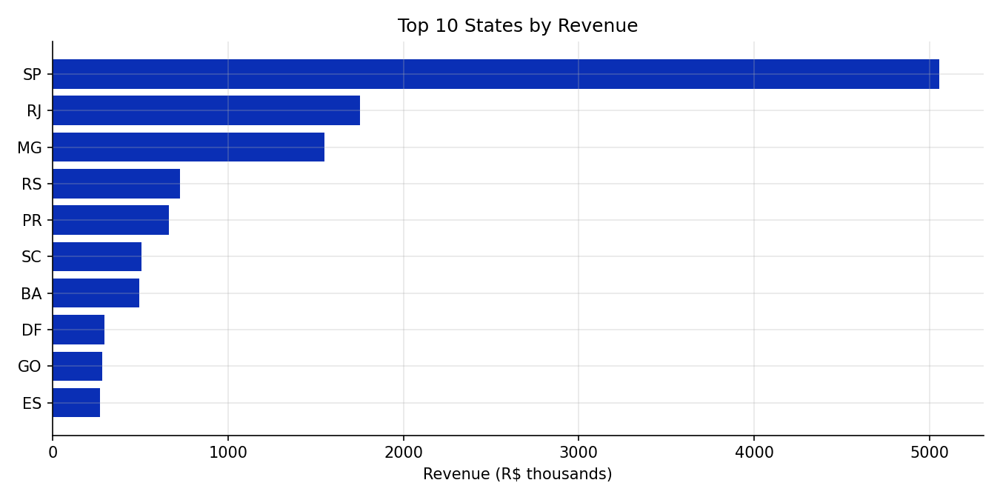 Top 10 States by Revenue
SP
RJ
MG
RS
PR
SC
BA
DF
GO
ES
0 1000 2000 3000 4000 5000
Revenue (R$ thousands)